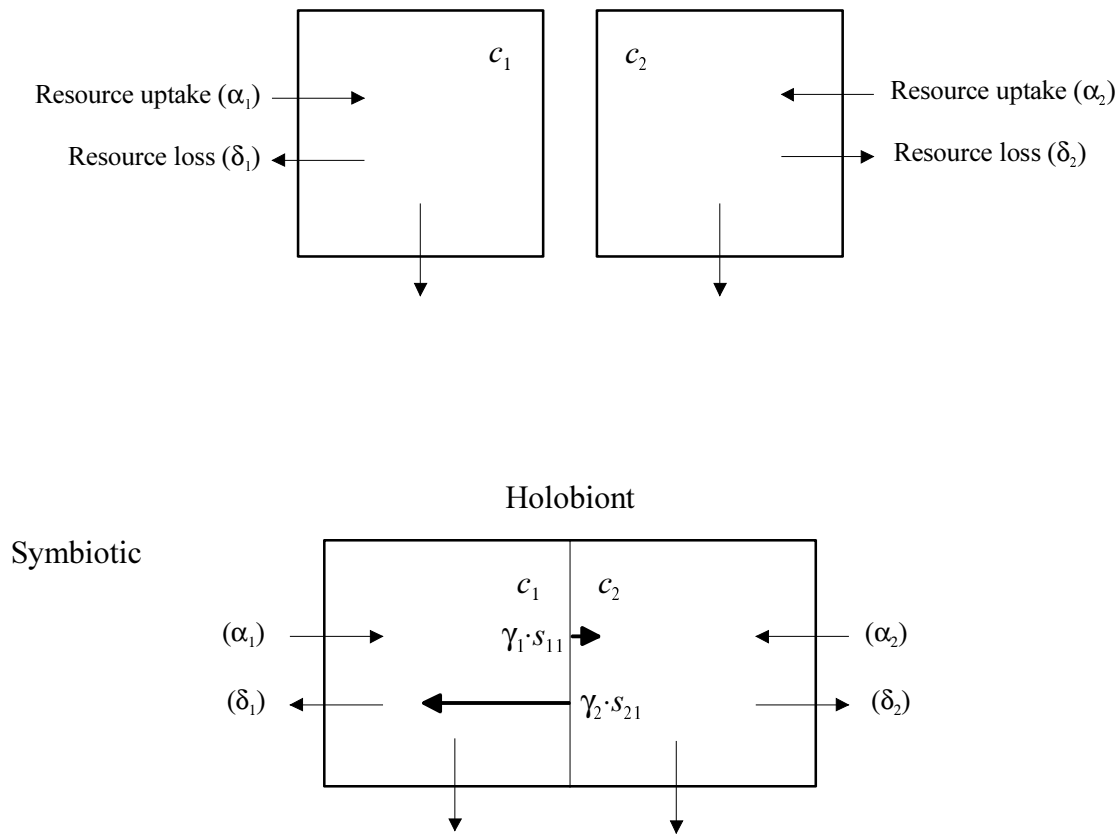 c₁ c₂
Resource uptake (α₁) Resource uptake (α₂)
Resource loss (δ₁) Resource loss (δ₂)
Holobiont
Symbiotic
c₁ c₂
(α₁) γ₁·s₁₁ (α₂)
(δ₁) γ₂·s₂₁ (δ₂)